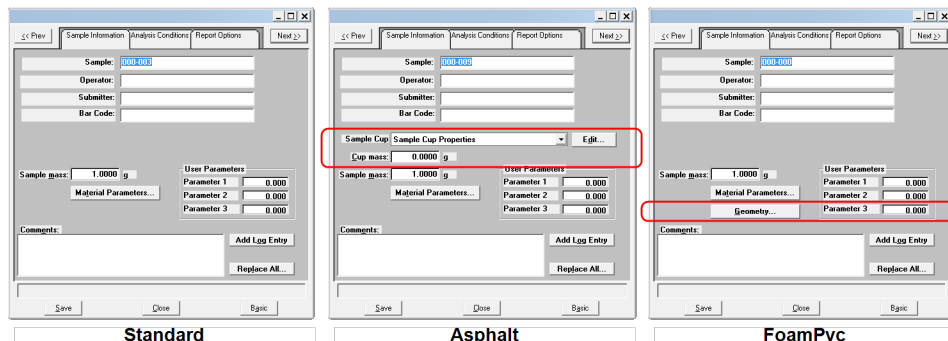 << Prev Sample Information Analysis Conditions Report Options Next >>
Sample: 000-003
Operator:
Submitter:
Bar Code:
Sample mass: 1.0000 g
Material Parameters...
User Parameters
Parameter 1 0.000
Parameter 2 0.000
Parameter 3 0.000
Comments:
Add Log Entry
Replace All...
Save Close Basic
Standard
<< Prev Sample Information Analysis Conditions Report Options Next >>
Sample: 000-009
Operator:
Submitter:
Bar Code:
Sample Cup Sample Cup Properties Edit...
Cup mass: 0.0000 g
Sample mass: 1.0000 g
Material Parameters...
User Parameters
Parameter 1 0.000
Parameter 2 0.000
Parameter 3 0.000
Comments:
Add Log Entry
Replace All...
Save Close Basic
Asphalt
<< Prev Sample Information Analysis Conditions Report Options Next >>
Sample: 000-000
Operator:
Submitter:
Bar Code:
Sample mass: 1.0000 g
Material Parameters...
Geometry...
User Parameters
Parameter 1 0.000
Parameter 2 0.000
Parameter 3 0.000
Comments:
Add Log Entry
Replace All...
Save Close Basic
FoamPvc